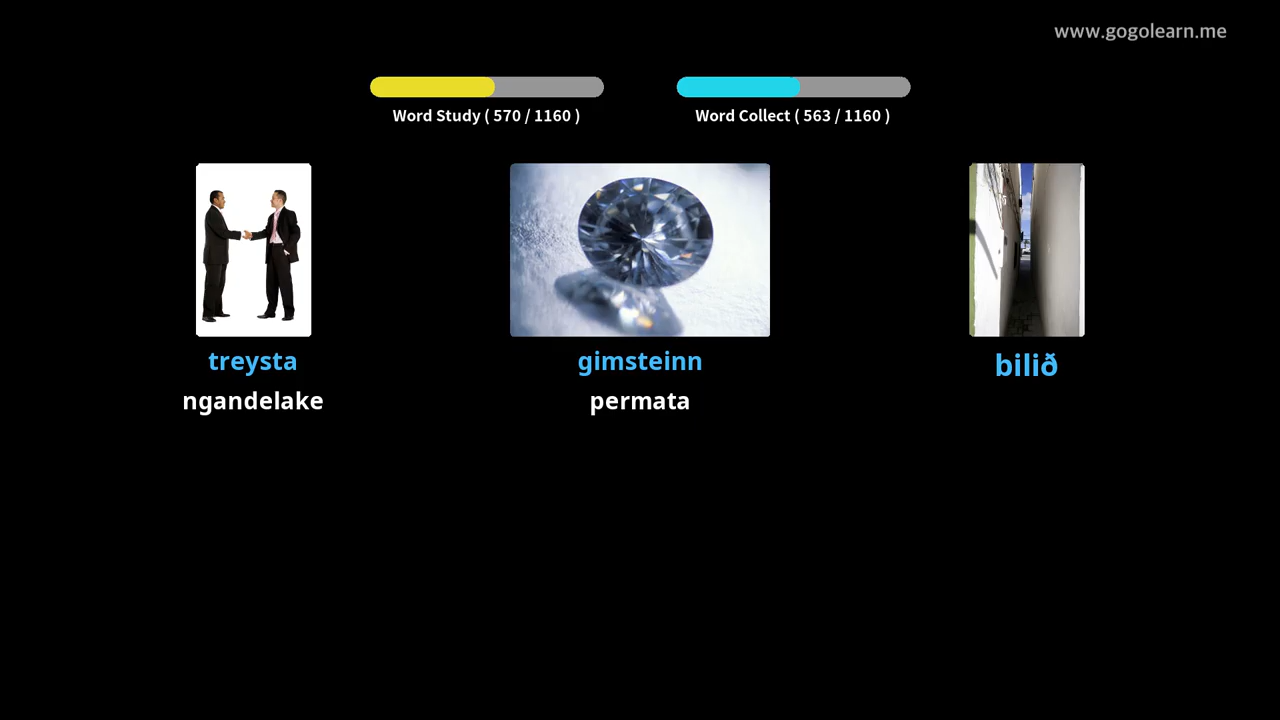 www.gogolearn.me
Word Study ( 570 / 1160 )
Word Collect ( 563 / 1160 )
treysta
gimsteinn
bilið
ngandelake
permata